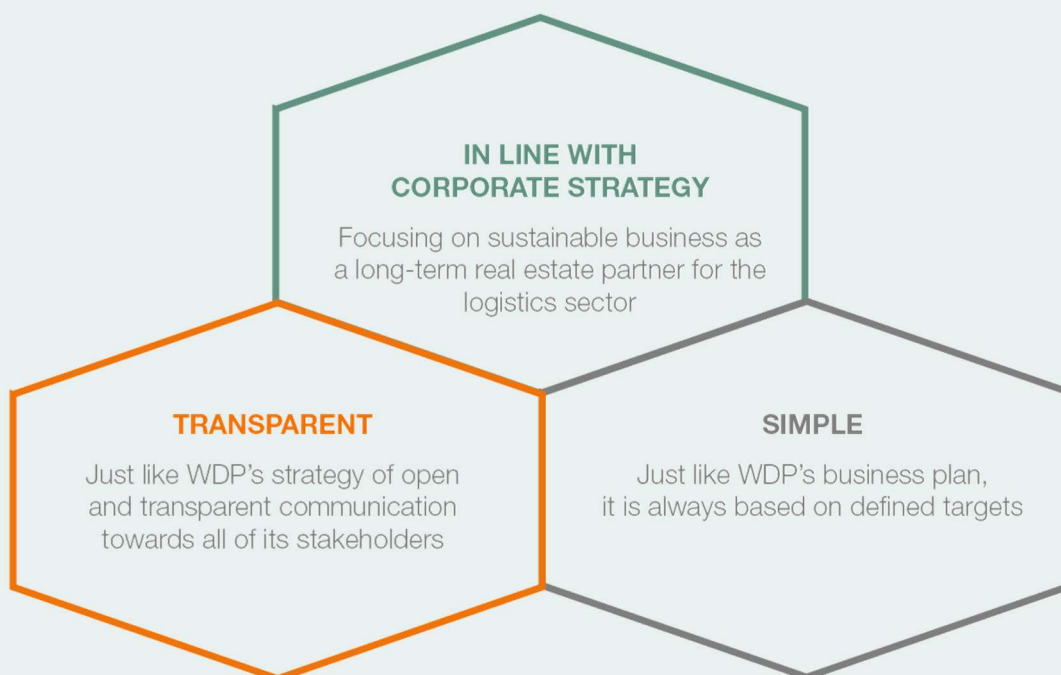 IN LINE WITH
CORPORATE STRATEGY
Focusing on sustainable business as
a long-term real estate partner for the
logistics sector
TRANSPARENT
Just like WDP's strategy of open
and transparent communication
towards all of its stakeholders
SIMPLE
Just like WDP's business plan,
it is always based on defined targets